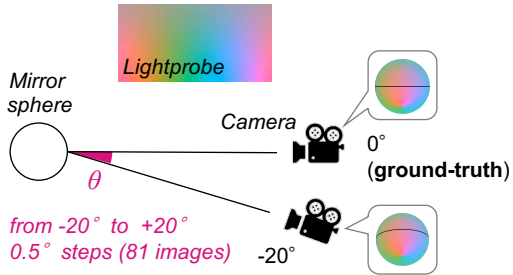 Lightprobe
Mirror
sphere
Camera
0°
(ground-truth)
θ
from -20° to +20°
0.5° steps (81 images)
-20°